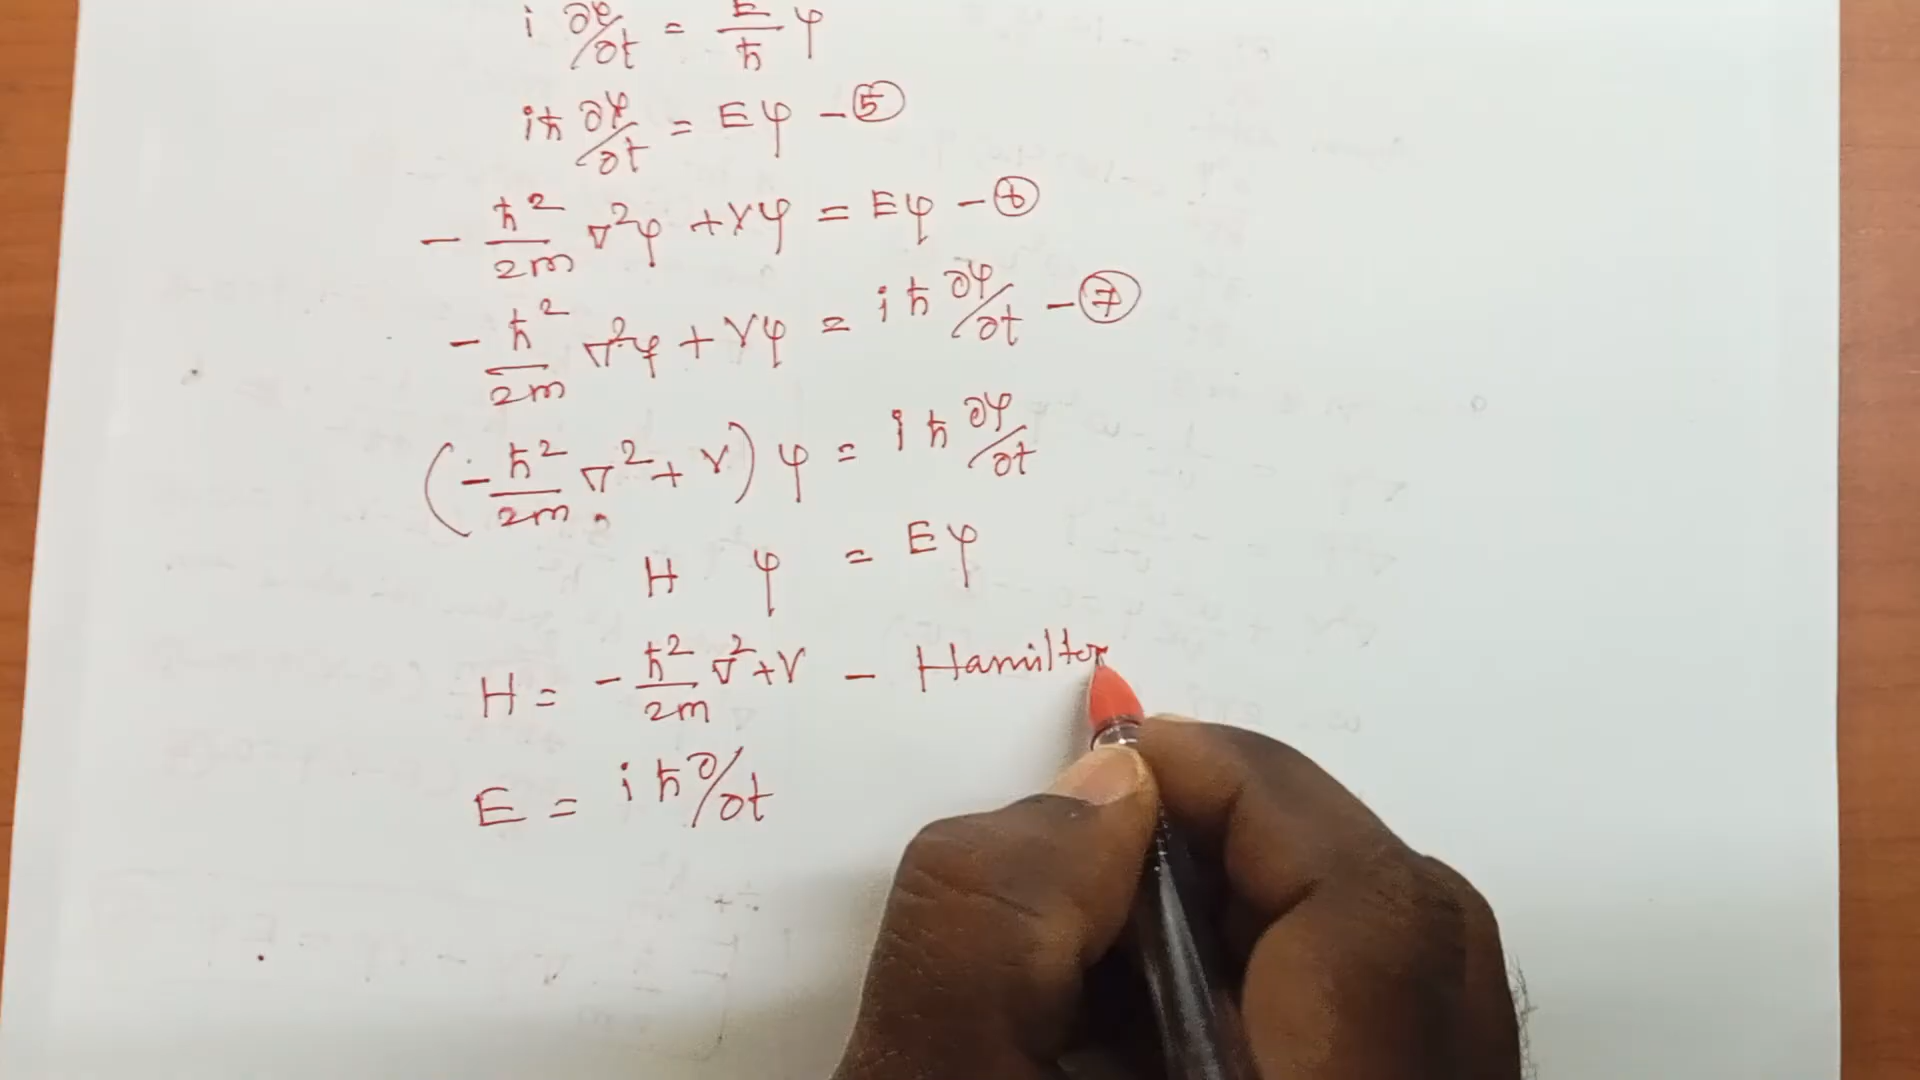 i ∂ψ/∂t = E/ħ ψ
iħ ∂ψ/∂t = Eψ - ⑤
- ħ²/2m ∇²ψ + Vψ = Eψ - ⑥
- ħ²/2m ∇²ψ + Vψ = iħ ∂ψ/∂t - ⑦
(- ħ²/2m ∇² + V) ψ = iħ ∂ψ/∂t
H ψ = Eψ
H = - ħ²/2m ∇² + V - Hamilton
E = iħ ∂/∂t